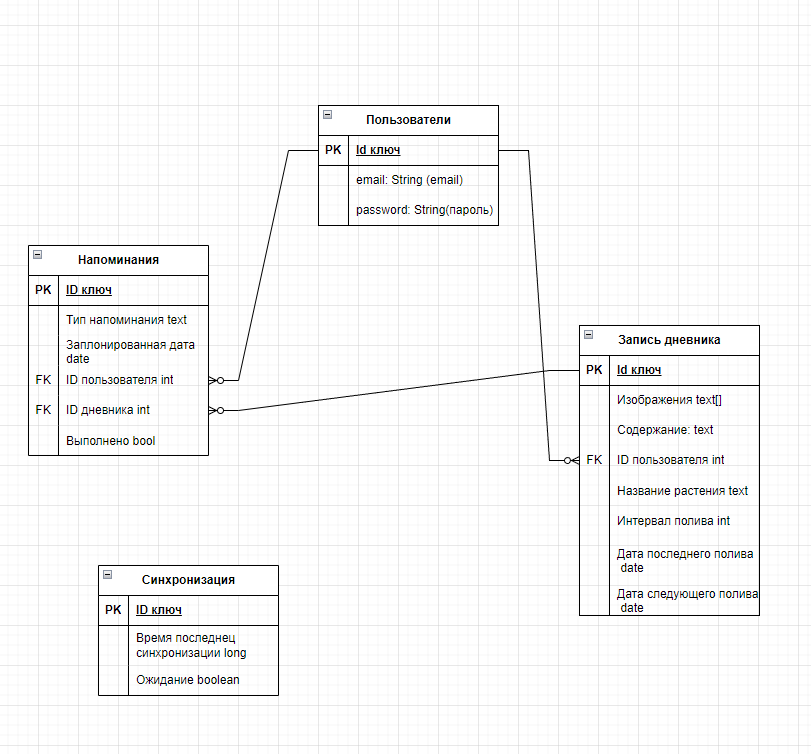 Пользователи
PK Id ключ
email: String (email)
password: String(пароль)
Напоминания
PK ID ключ
Тип напоминания text
Заплонированная дата
date
FK ID пользователя int
FK ID дневника int
Выполнено bool
Запись дневника
PK Id ключ
Изображения text[]
Содержание: text
FK ID пользователя int
Название растения text
Интервал полива int
Дата последнего полива
date
Дата следующего полива
date
Синхронизация
PK ID ключ
Время последнец
синхронизации long
Ожидание boolean